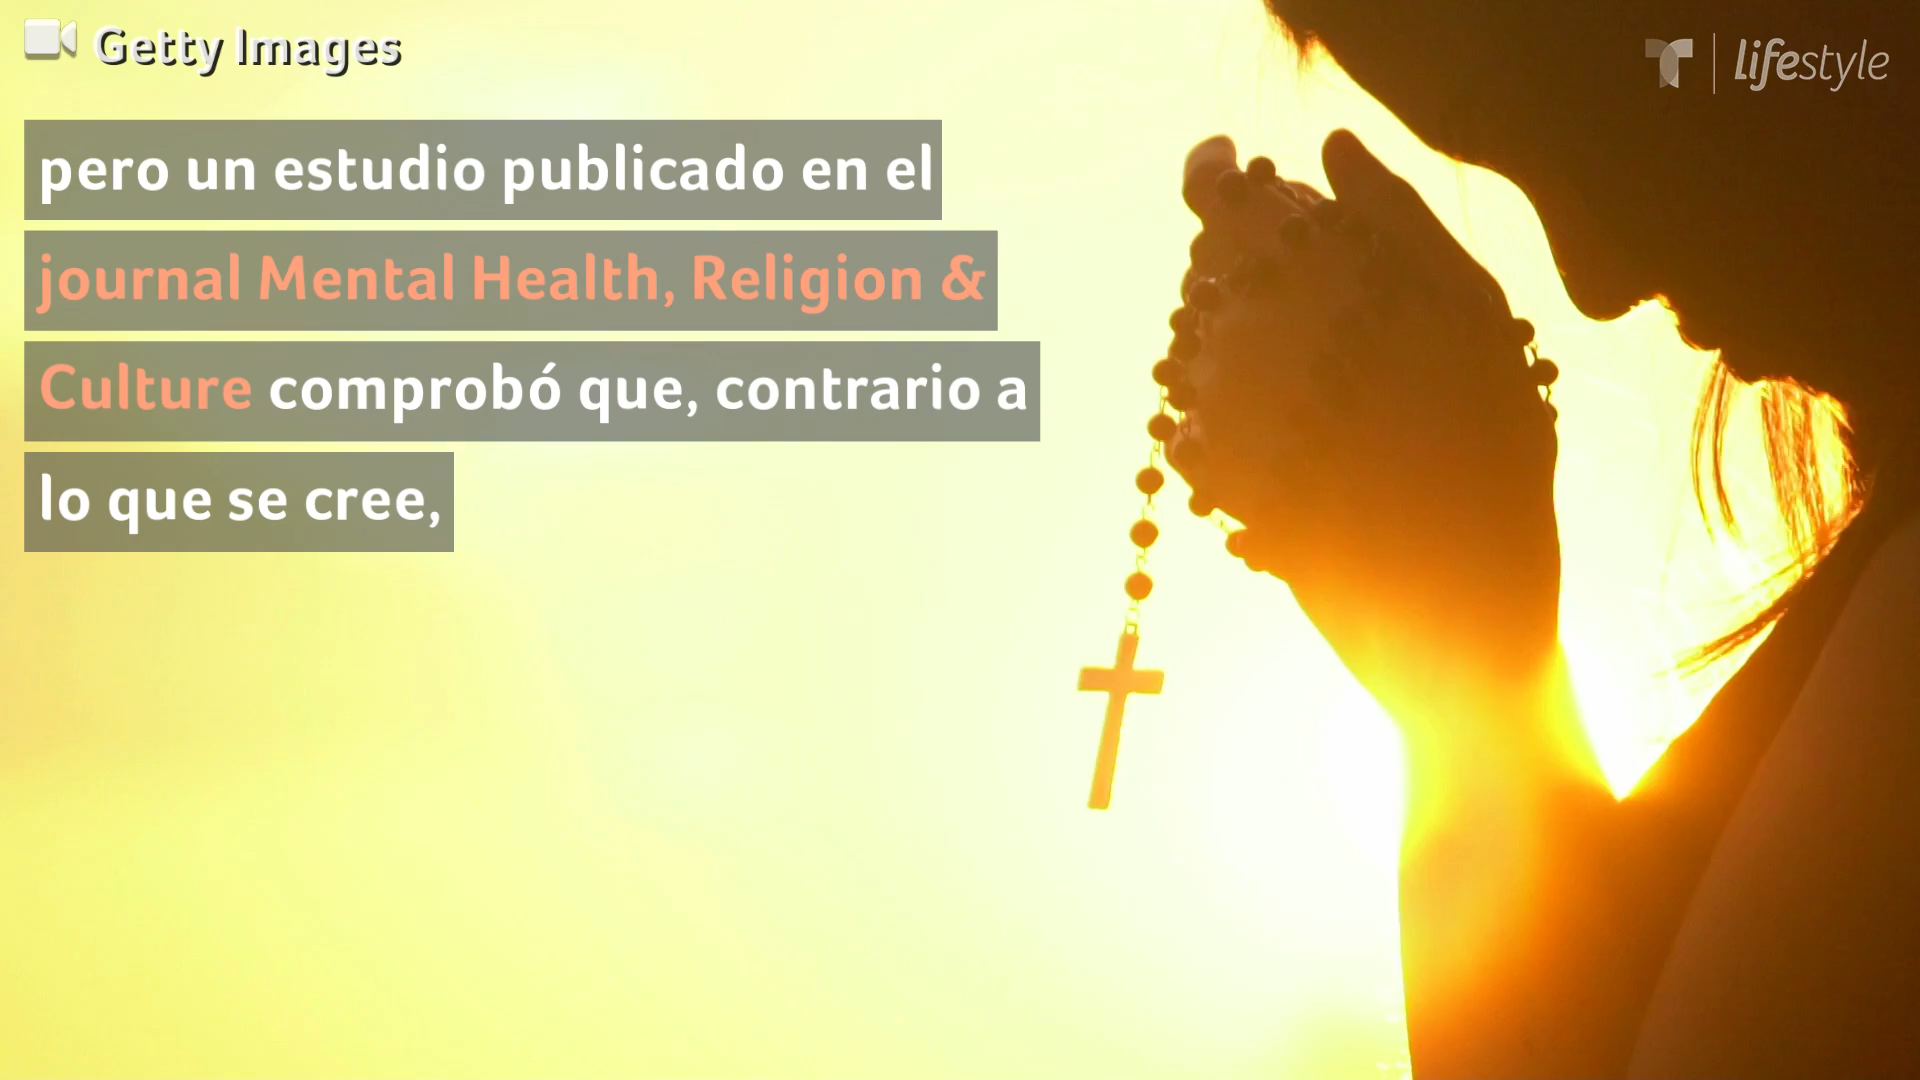 Getty Images
lifestyle
pero un estudio publicado en el
journal Mental Health, Religion &
Culture comprobó que, contrario a
lo que se cree,